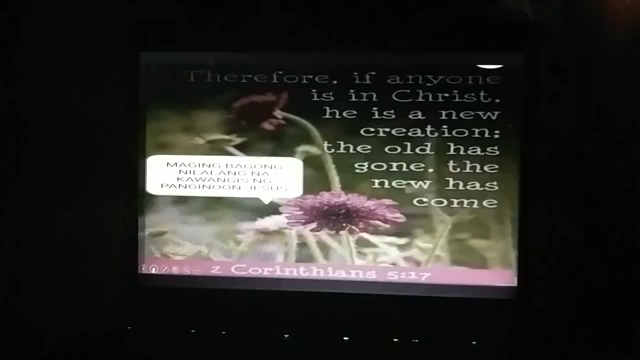 Therefore, if anyone
is in Christ,
he is a new
creation;
the old has
gone, the
new has
come
MAGING BAGONG
NILALANG NA
KAWANGIS NG
PANGINOON JESUS
2 Corinthians 5:17